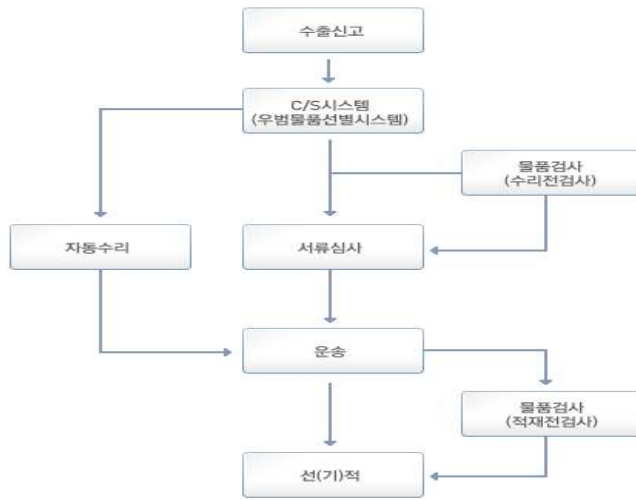 수출신고
C/S시스템
(우범물품선별시스템)
물품검사
(수리전검사)
자동수리
서류심사
운송
물품검사
(적재전검사)
선(기)적